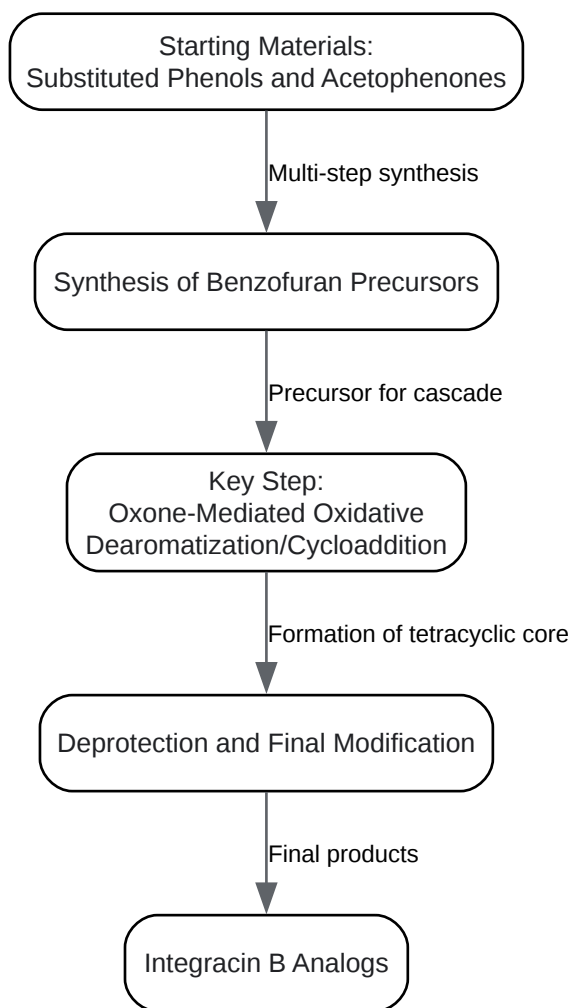 Starting Materials:
Substituted Phenols and Acetophenones
Multi-step synthesis
Synthesis of Benzofuran Precursors
Precursor for cascade
Key Step:
Oxone-Mediated Oxidative
Dearomatization/Cycloaddition
Formation of tetracyclic core
Deprotection and Final Modification
Final products
Integracin B Analogs